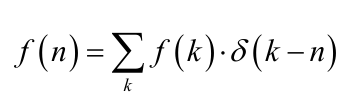 f(n) = ∑_k f(k)·δ(k−n)